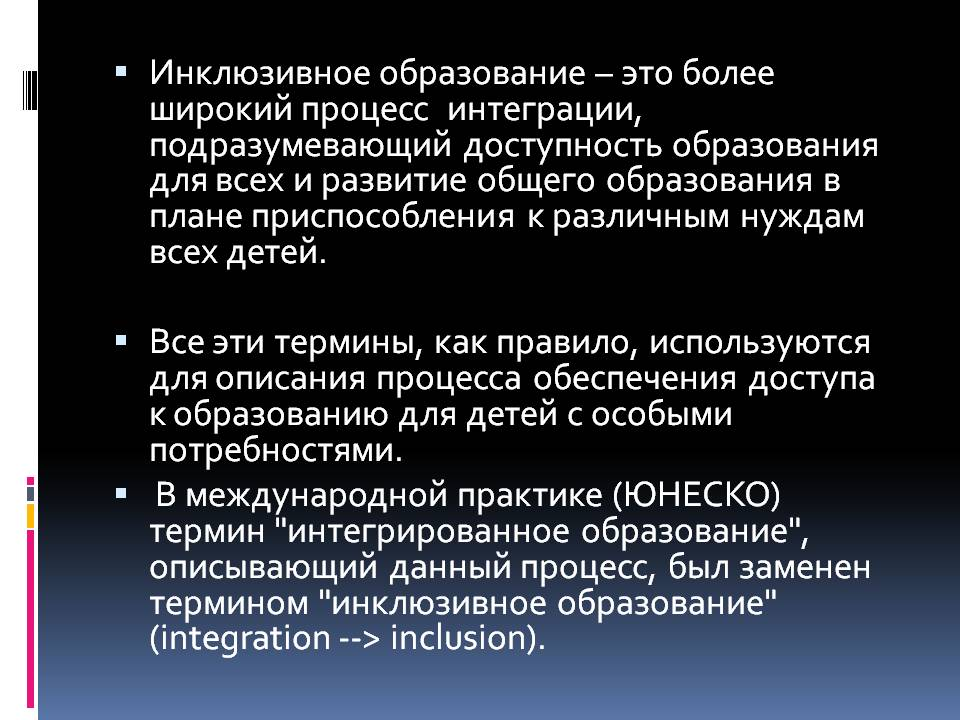 ▪ Инклюзивное образование – это более
широкий процесс  интеграции,
подразумевающий доступность образования
для всех и развитие общего образования в
плане приспособления к различным нуждам
всех детей.
▪ Все эти термины, как правило, используются
для описания процесса обеспечения доступа
к образованию для детей с особыми
потребностями.
▪ В международной практике (ЮНЕСКО)
термин "интегрированное образование",
описывающий данный процесс, был заменен
термином "инклюзивное образование"
(integration --> inclusion).